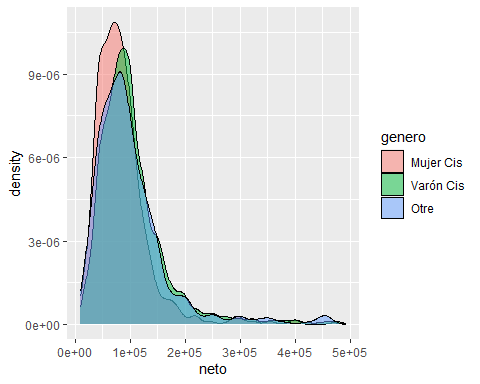 density
9e-06
6e-06
3e-06
0e+00
0e+00 1e+05 2e+05 3e+05 4e+05 5e+05
neto
genero
Mujer Cis
Varón Cis
Otre